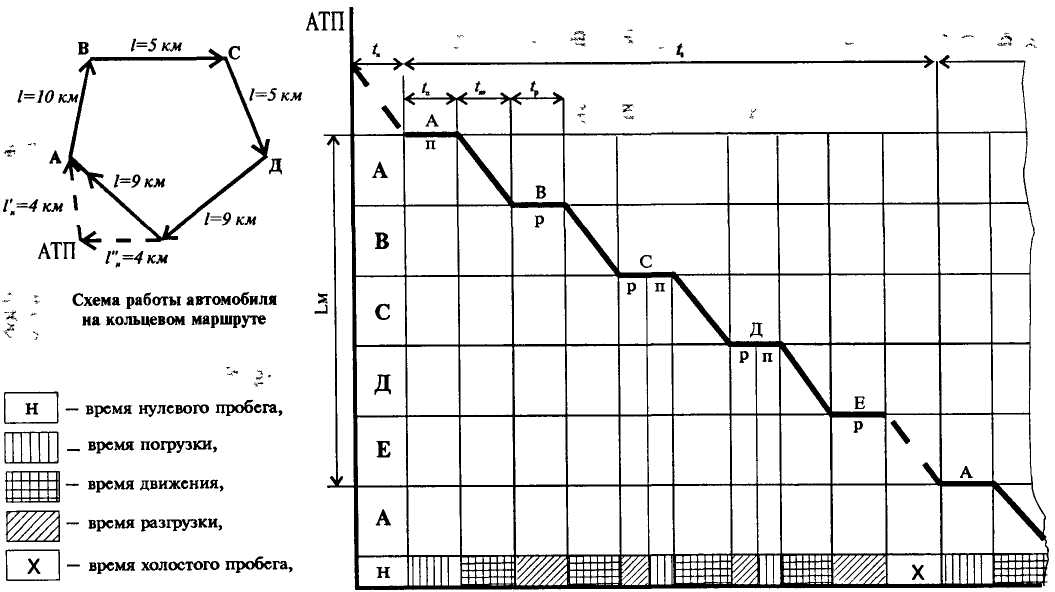 АТП
B
l=5 км
C
l=10 км
l=5 км
А
Д
l=9 км
l'н=4 км
l=9 км
АТП
l''н=4 км
Схема работы автомобиля
на кольцевом маршруте
Н – время нулевого пробега,
– время погрузки,
– время движения,
– время разгрузки,
X – время холостого пробега,
tн
tп
tр
А
п
В
р
С
р п
Д
р п
Е
р
А
Lм
А
В
С
Д
Е
А
Н
X